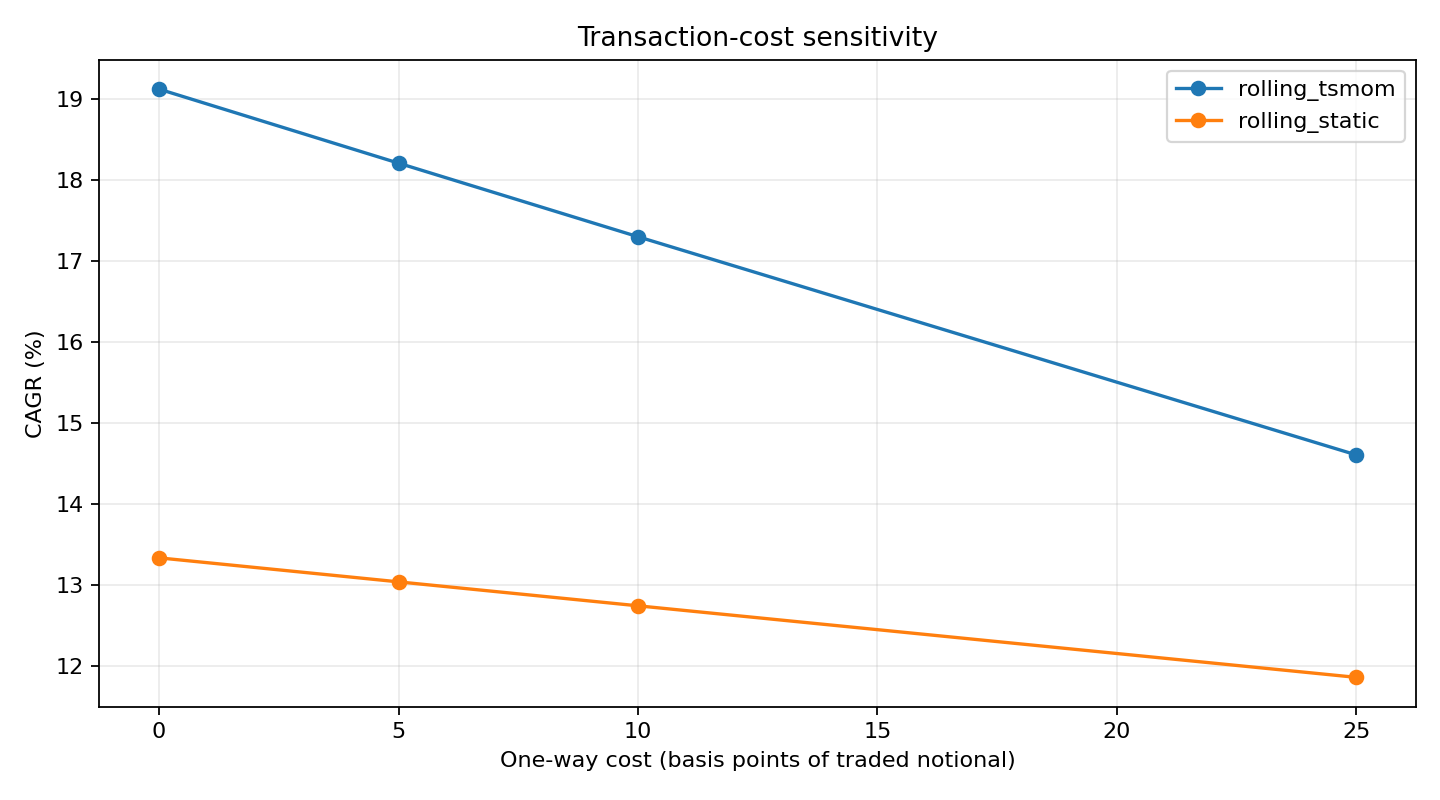 Transaction-cost sensitivity
rolling_tsmom
rolling_static
CAGR (%)
19
18
17
16
15
14
13
12
0 5 10 15 20 25
One-way cost (basis points of traded notional)